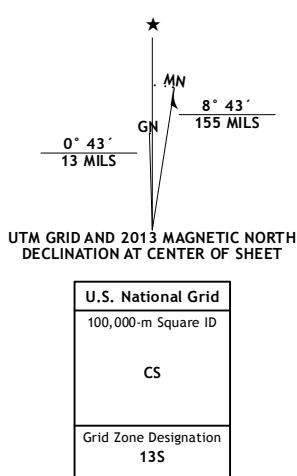 ★
MN
8° 43´
155 MILS
GN
0° 43´
13 MILS
UTM GRID AND 2013 MAGNETIC NORTH
DECLINATION AT CENTER OF SHEET
U.S. National Grid
100,000-m Square ID
CS
Grid Zone Designation
13S